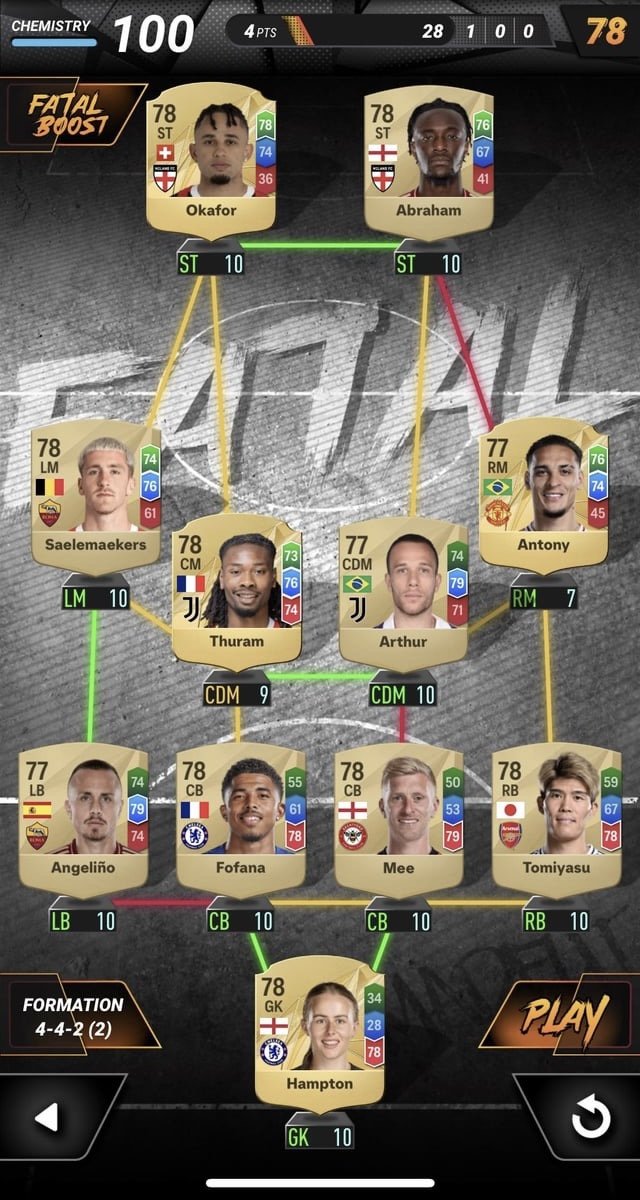 CHEMISTRY 100 4 PTS 28 1 0 0 78
FATAL
BOOST
78
ST
78
74
36
Okafor
ST 10
78
ST
76
67
41
Abraham
ST 10
FATAL
78
LM
74
76
61
Saelemaekers
LM 10
77
RM
76
74
45
Antony
RM 7
78
CM
73
76
74
Thuram
CDM 9
77
CDM
74
79
71
Arthur
CDM 10
77
LB
74
79
74
Angeliño
LB 10
78
CB
55
61
78
Fofana
CB 10
78
CB
50
53
79
Mee
CB 10
78
RB
59
67
78
Tomiyasu
RB 10
78
GK
34
28
78
Hampton
GK 10
FORMATION
4-4-2 (2)
PLAY